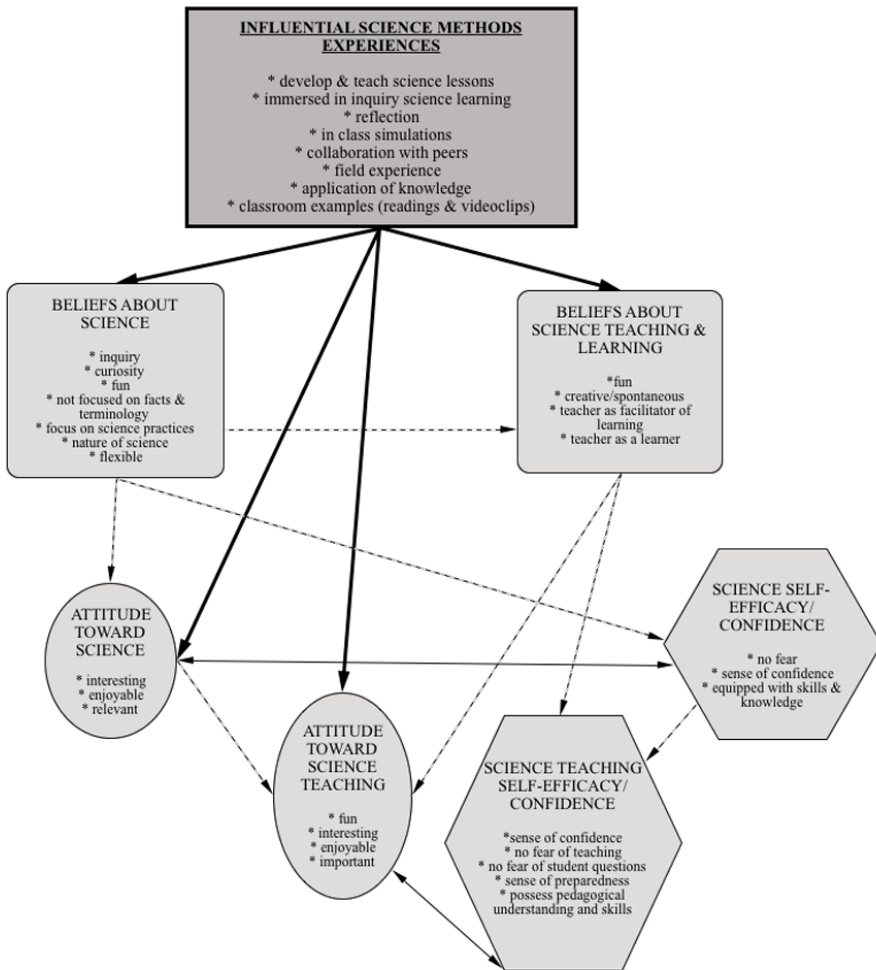 INFLUENTIAL SCIENCE METHODS
EXPERIENCES
* develop & teach science lessons
* immersed in inquiry science learning
* reflection
* in class simulations
* collaboration with peers
* field experience
* application of knowledge
* classroom examples (readings & videoclips)
BELIEFS ABOUT
SCIENCE
* inquiry
* curiosity
* fun
* not focused on facts &
terminology
* focus on science practices
* nature of science
* flexible
BELIEFS ABOUT
SCIENCE TEACHING &
LEARNING
*fun
* creative/spontaneous
* teacher as facilitator of
learning
* teacher as a learner
ATTITUDE
TOWARD
SCIENCE
* interesting
* enjoyable
* relevant
SCIENCE SELF-
EFFICACY/
CONFIDENCE
* no fear
* sense of confidence
* equipped with skills &
knowledge
ATTITUDE
TOWARD
SCIENCE
TEACHING
* fun
* interesting
* enjoyable
* important
SCIENCE TEACHING
SELF-EFFICACY/
CONFIDENCE
*sense of confidence
* no fear of teaching
* no fear of student questions
* sense of preparedness
* possess pedagogical
understanding and skills